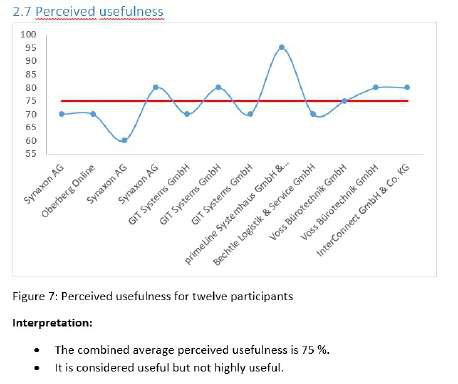 2.7 Perceived usefulness
100
95
90
85
80
75
70
65
60
55
Synaxon AG
Oberberg Online
Synaxon AG
Synaxon AG
GIT Systems GmbH
GIT Systems GmbH
GIT Systems GmbH
primeLine Systemhaus GmbH &...
Bechtle Logistik & Service GmbH
Voss Bürotechnik GmbH
Voss Bürotechnik GmbH
InterConnect GmbH & Co. KG
Figure 7: Perceived usefulness for twelve participants
Interpretation:
• The combined average perceived usefulness is 75 %.
• It is considered useful but not highly useful.